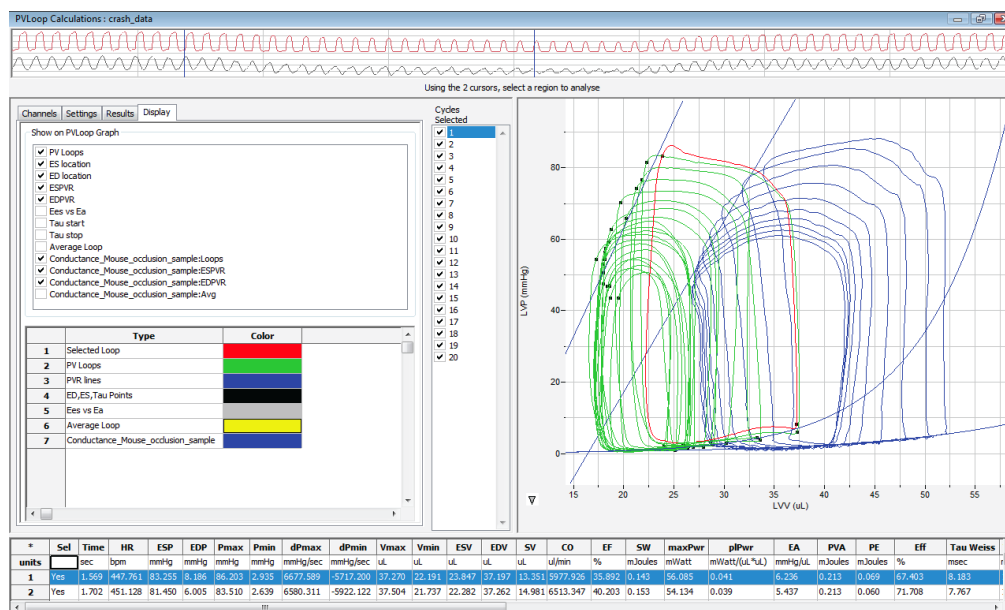 PVLoop Calculations : crash_data
Using the 2 cursors, select a region to analyse
Channels Settings Results Display
Show on PVLoop Graph
PV Loops
ES location
ED location
ESPVR
EDPVR
Ees vs Ea
Tau start
Tau stop
Average Loop
Conductance_Mouse_occlusion_sample:Loops
Conductance_Mouse_occlusion_sample:ESPVR
Conductance_Mouse_occlusion_sample:EDPVR
Conductance_Mouse_occlusion_sample:Avg
Type Color
1 Selected Loop
2 PV Loops
3 PVR lines
4 ED,ES,Tau Points
5 Ees vs Ea
6 Average Loop
7 Conductance_Mouse_occlusion_sample
Cycles
Selected
1
2
3
4
5
6
7
8
9
10
11
12
13
14
15
16
17
18
19
20
LVP (mmHg)
80
60
40
20
0
15 20 25 30 35 40 45 50 55
LVV (uL)
* Sel Time HR ESP EDP Pmax Pmin dPmax dPmin Vmax Vmin ESV EDV SV CO EF SW maxPwr plPwr EA PVA PE Eff Tau Weiss
units sec bpm mmHg mmHg mmHg mmHg mmHg/sec mmHg/sec uL uL uL uL uL ul/min % mJoules mWatt mWatt/(uL*uL) mmHg/uL mJoules mJoules % msec
1 Yes 1.569 447.761 83.255 8.186 86.203 2.935 6677.589 -5717.200 37.270 22.191 23.847 37.197 13.351 5977.926 35.892 0.143 56.085 0.041 6.236 0.213 0.060 67.403 8.183
2 Yes 1.702 451.128 81.450 6.005 83.510 2.639 6580.311 -5922.122 37.504 21.737 22.282 37.262 14.981 6513.347 40.203 0.153 54.134 0.039 5.437 0.213 0.060 71.708 7.767